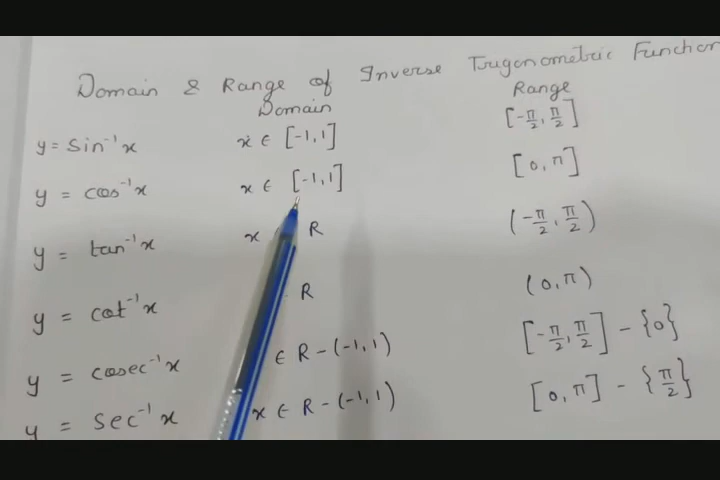 Domain & Range of Inverse Trigonometric Function
Domain Range
y = sin⁻¹x x ∈ [-1,1] [-π/2, π/2]
y = cos⁻¹x x ∈ [-1,1] [0, π]
y = tan⁻¹x x R (-π/2, π/2)
y = cot⁻¹x R (0, π)
y = cosec⁻¹x ∈ R - (-1,1) [-π/2, π/2] - {0}
y = sec⁻¹x x ∈ R - (-1,1) [0, π] - {π/2}